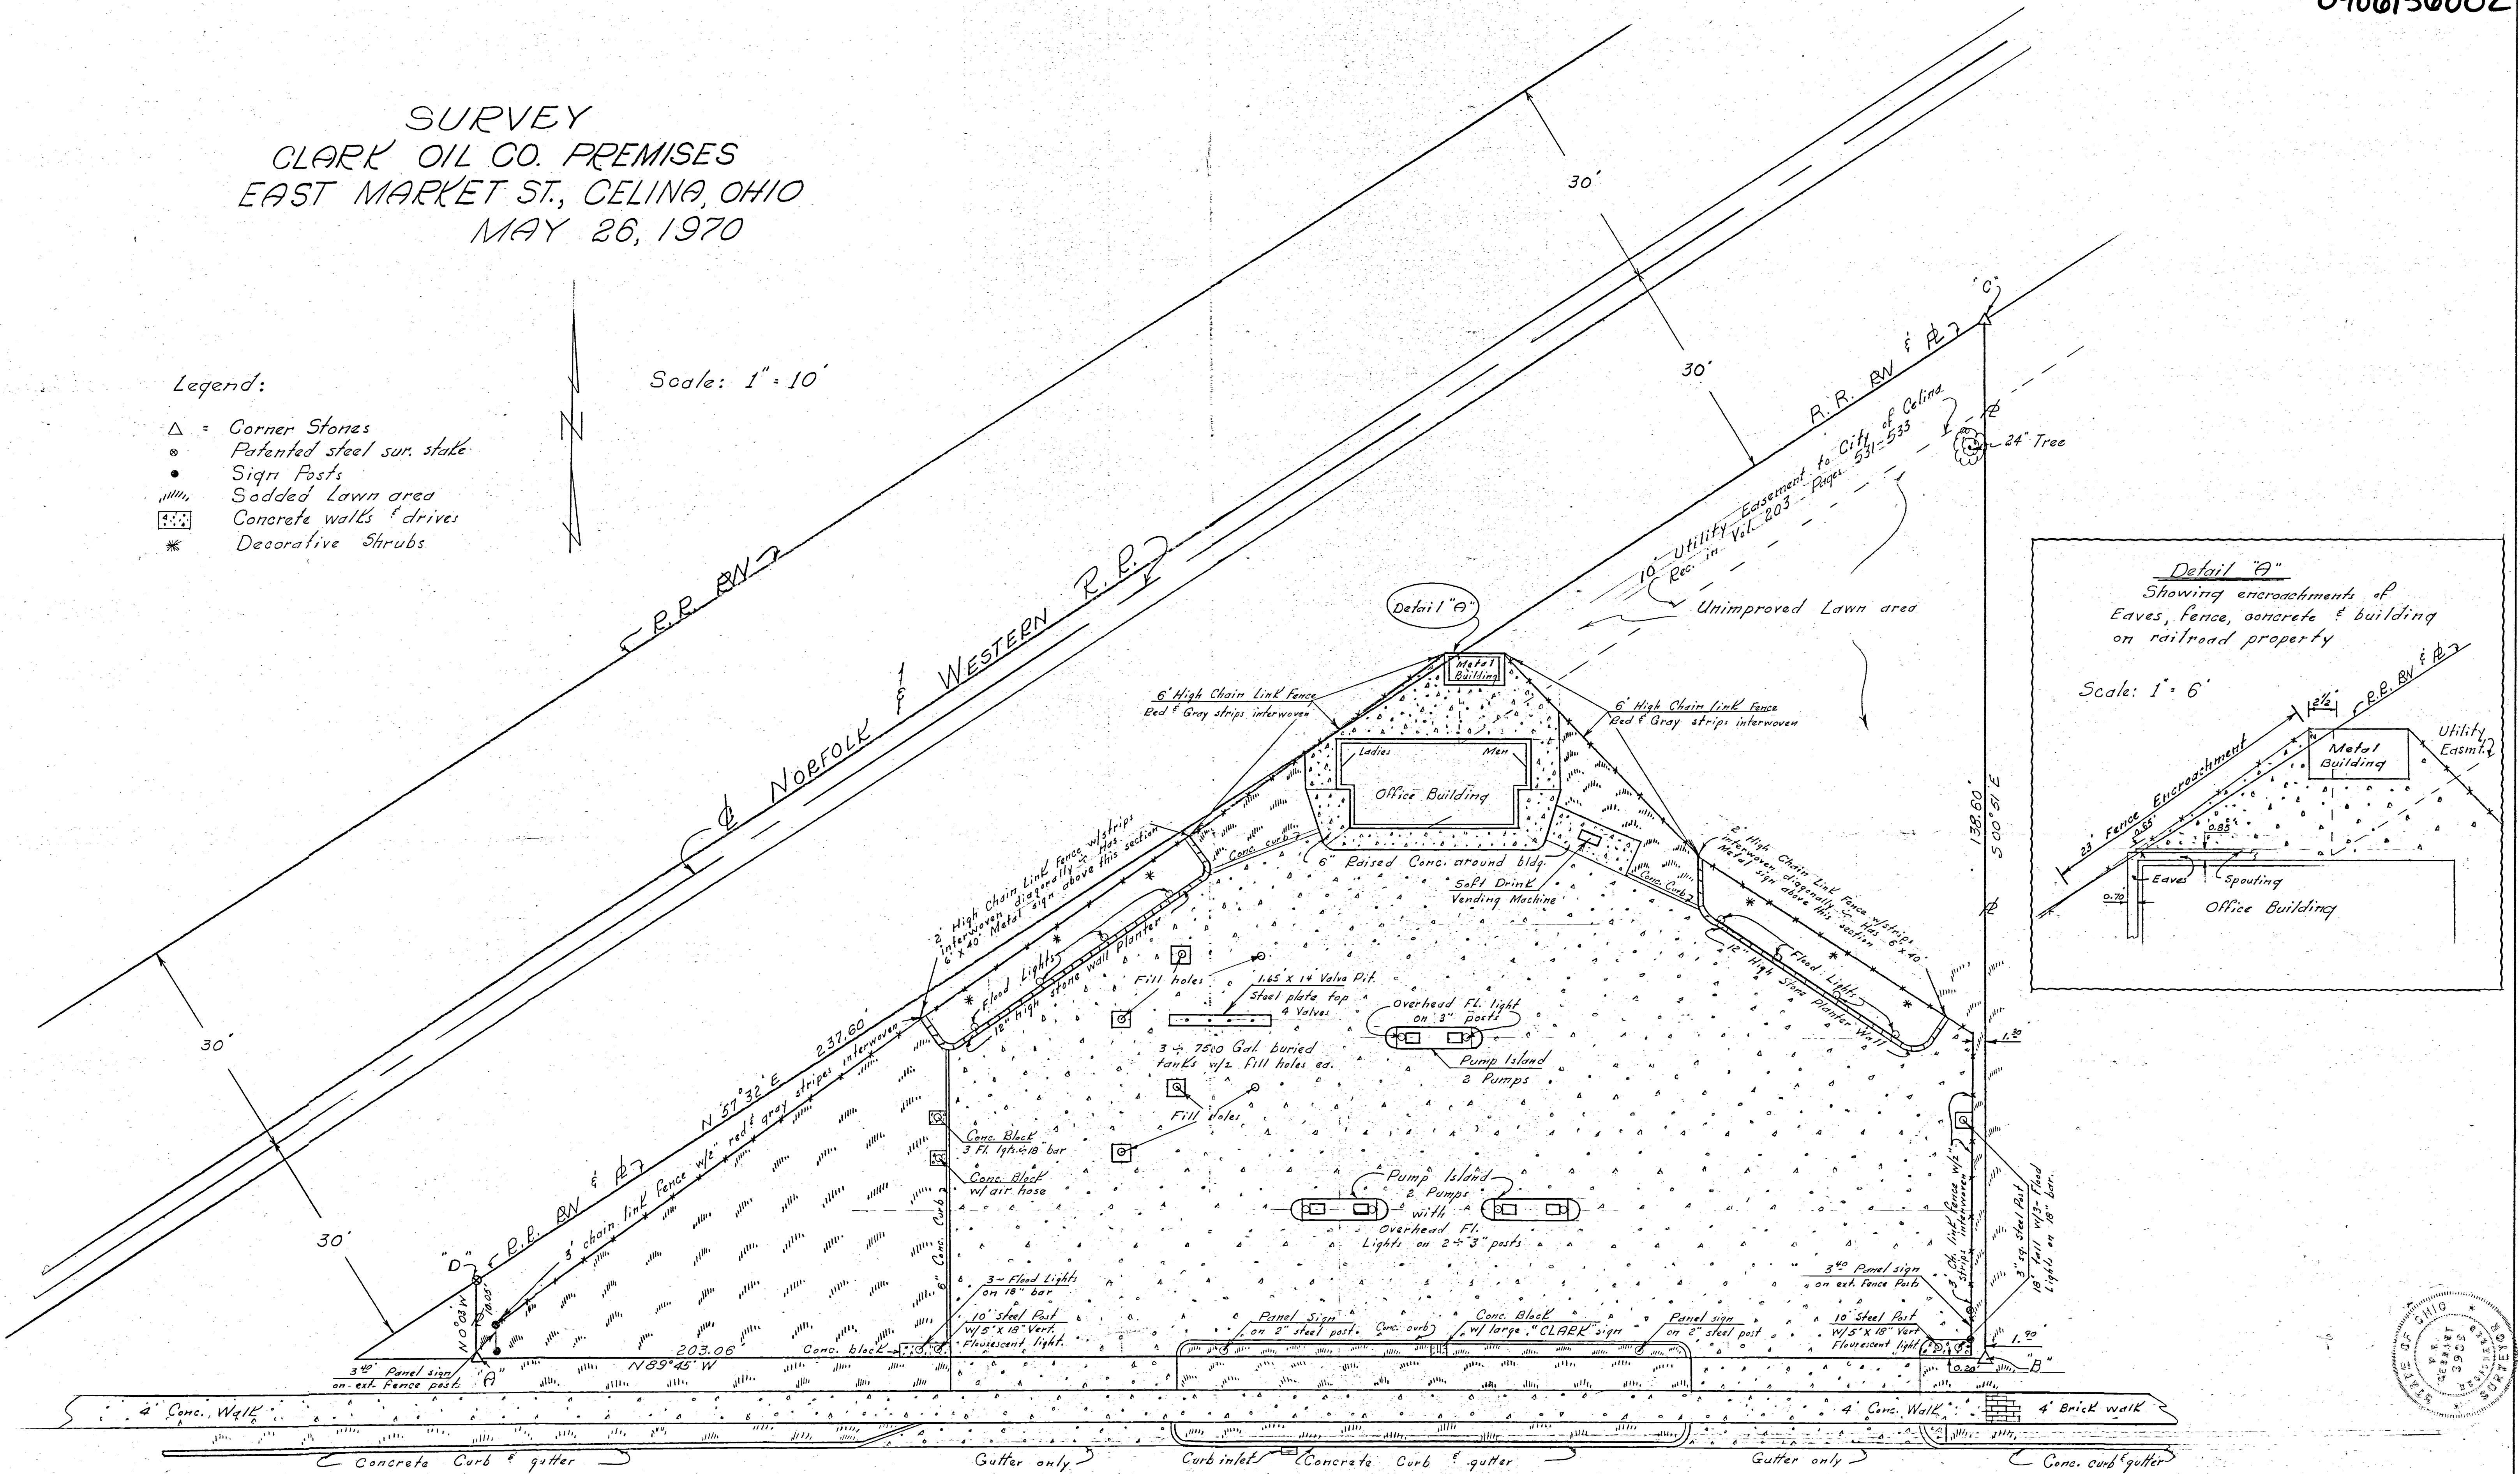 0906156002
SURVEY
CLARK OIL CO. PREMISES
EAST MARKET ST., CELINA, OHIO
MAY 26, 1970
Legend:
△ = Corner Stones
Patented steel sur. stake
Sign Posts
Sodded Lawn area
Concrete walks & drives
Decorative Shrubs
N
Scale: 1" = 10'
30'
30'
30'
30'
R.R. RW
NORFOLK & WESTERN R.R.
R.R. RW & PL
"C"
24" Tree
10' Utility Easement to City of Celina
Rec. in Vol. 203 Pages 531-533
Unimproved Lawn area
138.60'
S 0°01'51" E
Detail "A"
Metal
Building
6' High Chain Link Fence
Red & Gray strips interwoven
6' High Chain link Fence
Red & Gray strips interwoven
Ladies
Men
Office Building
6" Raised Conc. around bldg.
Conc. curb
Conc. Curb
Soft Drink
Vending Machine
2' High Chain Link Fence w/strips
interwoven diagonally - Has
6' x 40' Metal sign above this section
2' High Chain Link Fence w/strips
interwoven diagonally - Has 6' x 40'
Metal sign above this
section
Flood Lights
12" high stone wall Planter
Flood Lights
12" High Stone Planter Wall
Fill holes
1.65' x 14' Valve Pit.
Steel plate top
4 Valves
Overhead Fl. light
on 3" posts
3 - 7500 Gal. buried
tanks w/2 fill holes ea.
Pump Island
2 Pumps
Fill Holes
237.60'
N 57°32' E
R.R. RW & PL
3' chain link fence w/2" red & gray stripes interwoven
Conc. Block
3 Fl. lgts. - 18" bar
Conc. Block
w/ air hose
6" Conc. Curb
Pump Island
2 Pumps
with
Overhead Fl.
Lights on 2 - 3" posts
1.30
3' Ch. link fence w/2"
strips interwoven
3" sq. Steel Post
18' tall w/3- Flood
Lights on 18" bar.
"D"
N 0°03' W
10.05'
3- Flood Lights
on 18" bar
10' Steel Post
w/5' x 18" Vert.
Flourescent light.
Panel Sign
on 2" steel post.
Conc. curb
Conc. Block
w/ large "CLARK" sign
Panel sign
on 2" steel post
3⁴⁰ Panel sign
on ext. Fence Posts
10' Steel Post
w/5' x 18" Vert
Flourescent light
1.90
0.20'
"B"
203.06'
N 89°45' W
Conc. block
3⁴⁰ Panel sign
on ext. Fence post.
"A"
4' Conc. Walk
4' Conc. Walk
4' Brick walk
Concrete Curb & gutter
Gutter only
Curb inlet
Concrete Curb & gutter
Gutter only
Conc. curb & gutter
Detail "A"
Showing encroachments of
Eaves, fence, concrete & building
on railroad property
Scale: 1" = 6'
R.R. RW & PL
2½'
23' Fence Encroachment
Utility
Easmt.
Metal
Building
0.65'
0.85'
Eaves
Spouting
0.70'
Office Building
STATE OF OHIO